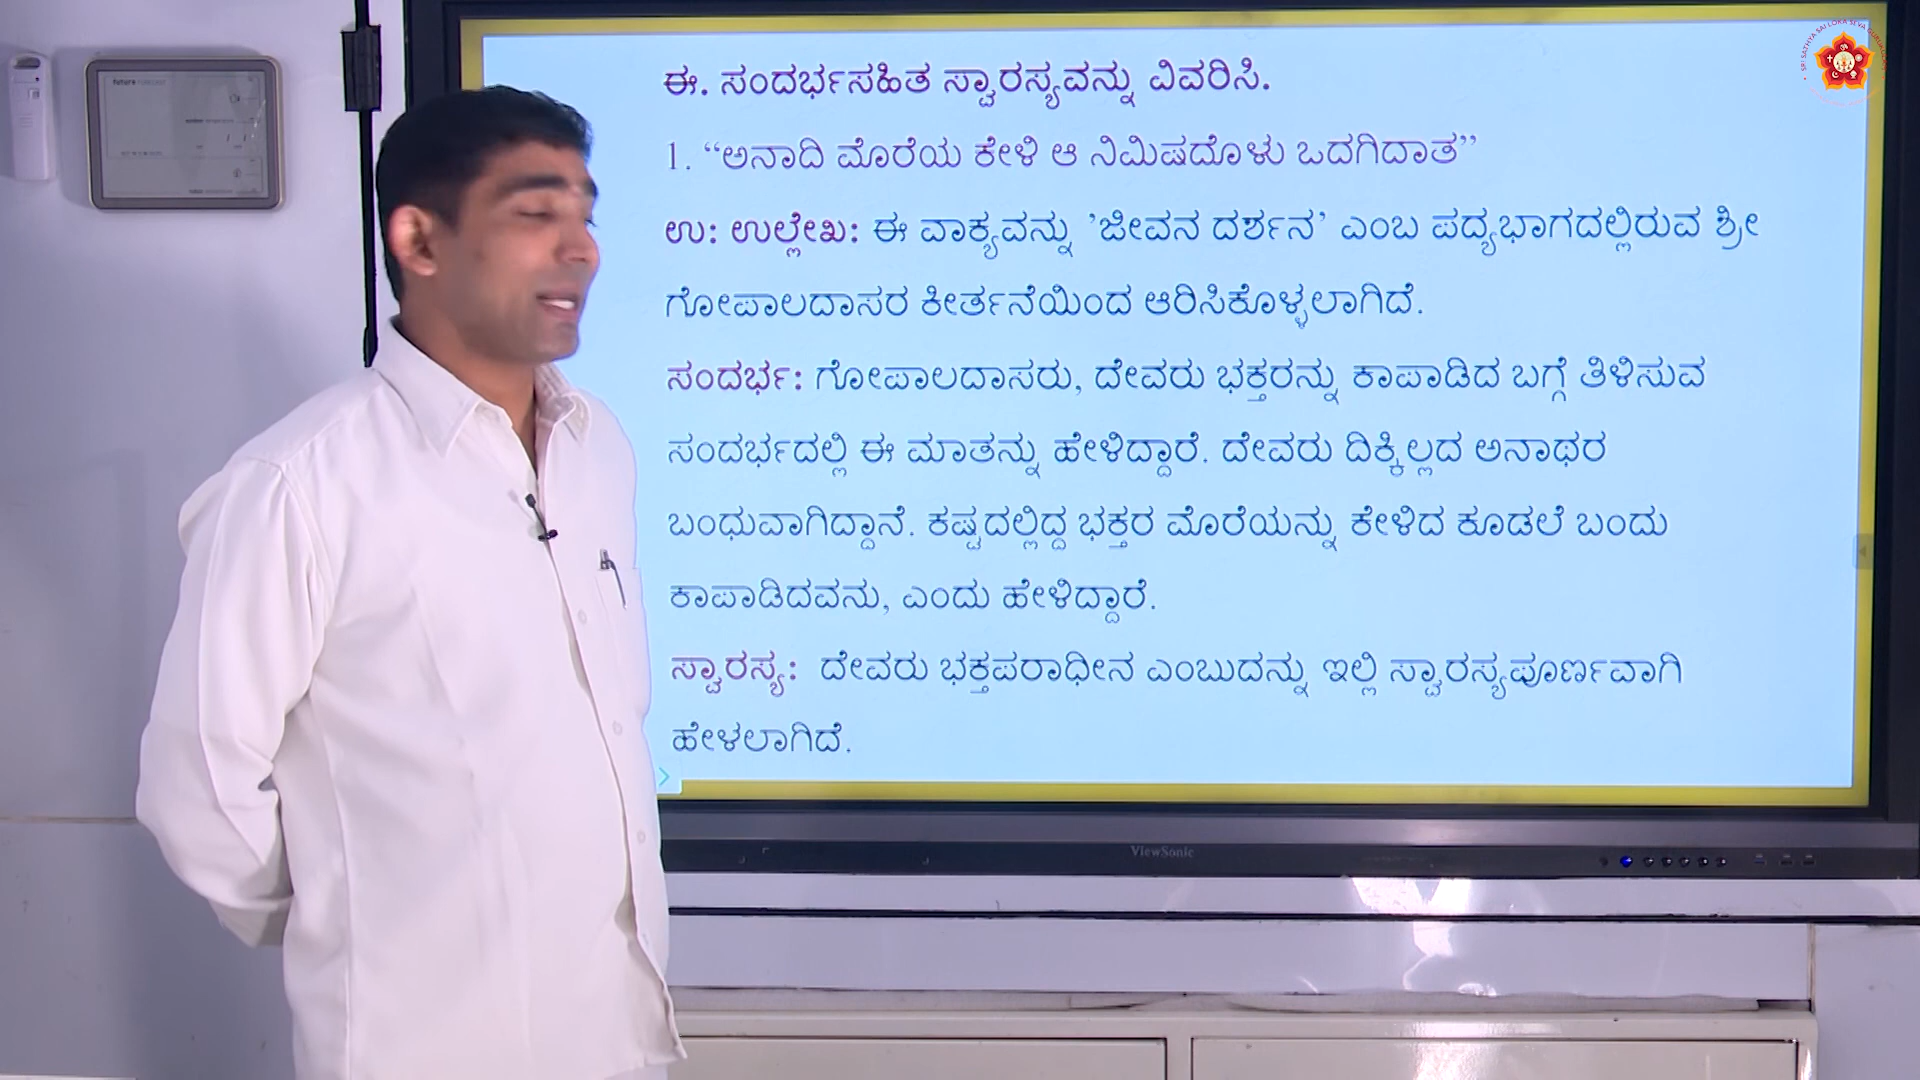 ಈ. ಸಂದರ್ಭಸಹಿತ ಸ್ವಾರಸ್ಯವನ್ನು ವಿವರಿಸಿ.
1. “ಅನಾದಿ ಮೊರೆಯ ಕೇಳಿ ಆ ನಿಮಿಷದೊಳು ಒದಗಿದಾತ”
ಉ: ಉಲ್ಲೇಖ: ಈ ವಾಕ್ಯವನ್ನು ’ಜೀವನ ದರ್ಶನ’ ಎಂಬ ಪದ್ಯಭಾಗದಲ್ಲಿರುವ ಶ್ರೀ
ಗೋಪಾಲದಾಸರ ಕೀರ್ತನೆಯಿಂದ ಆರಿಸಿಕೊಳ್ಳಲಾಗಿದೆ.
ಸಂದರ್ಭ: ಗೋಪಾಲದಾಸರು, ದೇವರು ಭಕ್ತರನ್ನು ಕಾಪಾಡಿದ ಬಗ್ಗೆ ತಿಳಿಸುವ
ಸಂದರ್ಭದಲ್ಲಿ ಈ ಮಾತನ್ನು ಹೇಳಿದ್ದಾರೆ. ದೇವರು ದಿಕ್ಕಿಲ್ಲದ ಅನಾಥರ
ಬಂಧುವಾಗಿದ್ದಾನೆ. ಕಷ್ಟದಲ್ಲಿದ್ದ ಭಕ್ತರ ಮೊರೆಯನ್ನು ಕೇಳಿದ ಕೂಡಲೆ ಬಂದು
ಕಾಪಾಡಿದವನು, ಎಂದು ಹೇಳಿದ್ದಾರೆ.
ಸ್ವಾರಸ್ಯ: ದೇವರು ಭಕ್ತಪರಾಧೀನ ಎಂಬುದನ್ನು ಇಲ್ಲಿ ಸ್ವಾರಸ್ಯಪೂರ್ಣವಾಗಿ
ಹೇಳಲಾಗಿದೆ.
ViewSonic